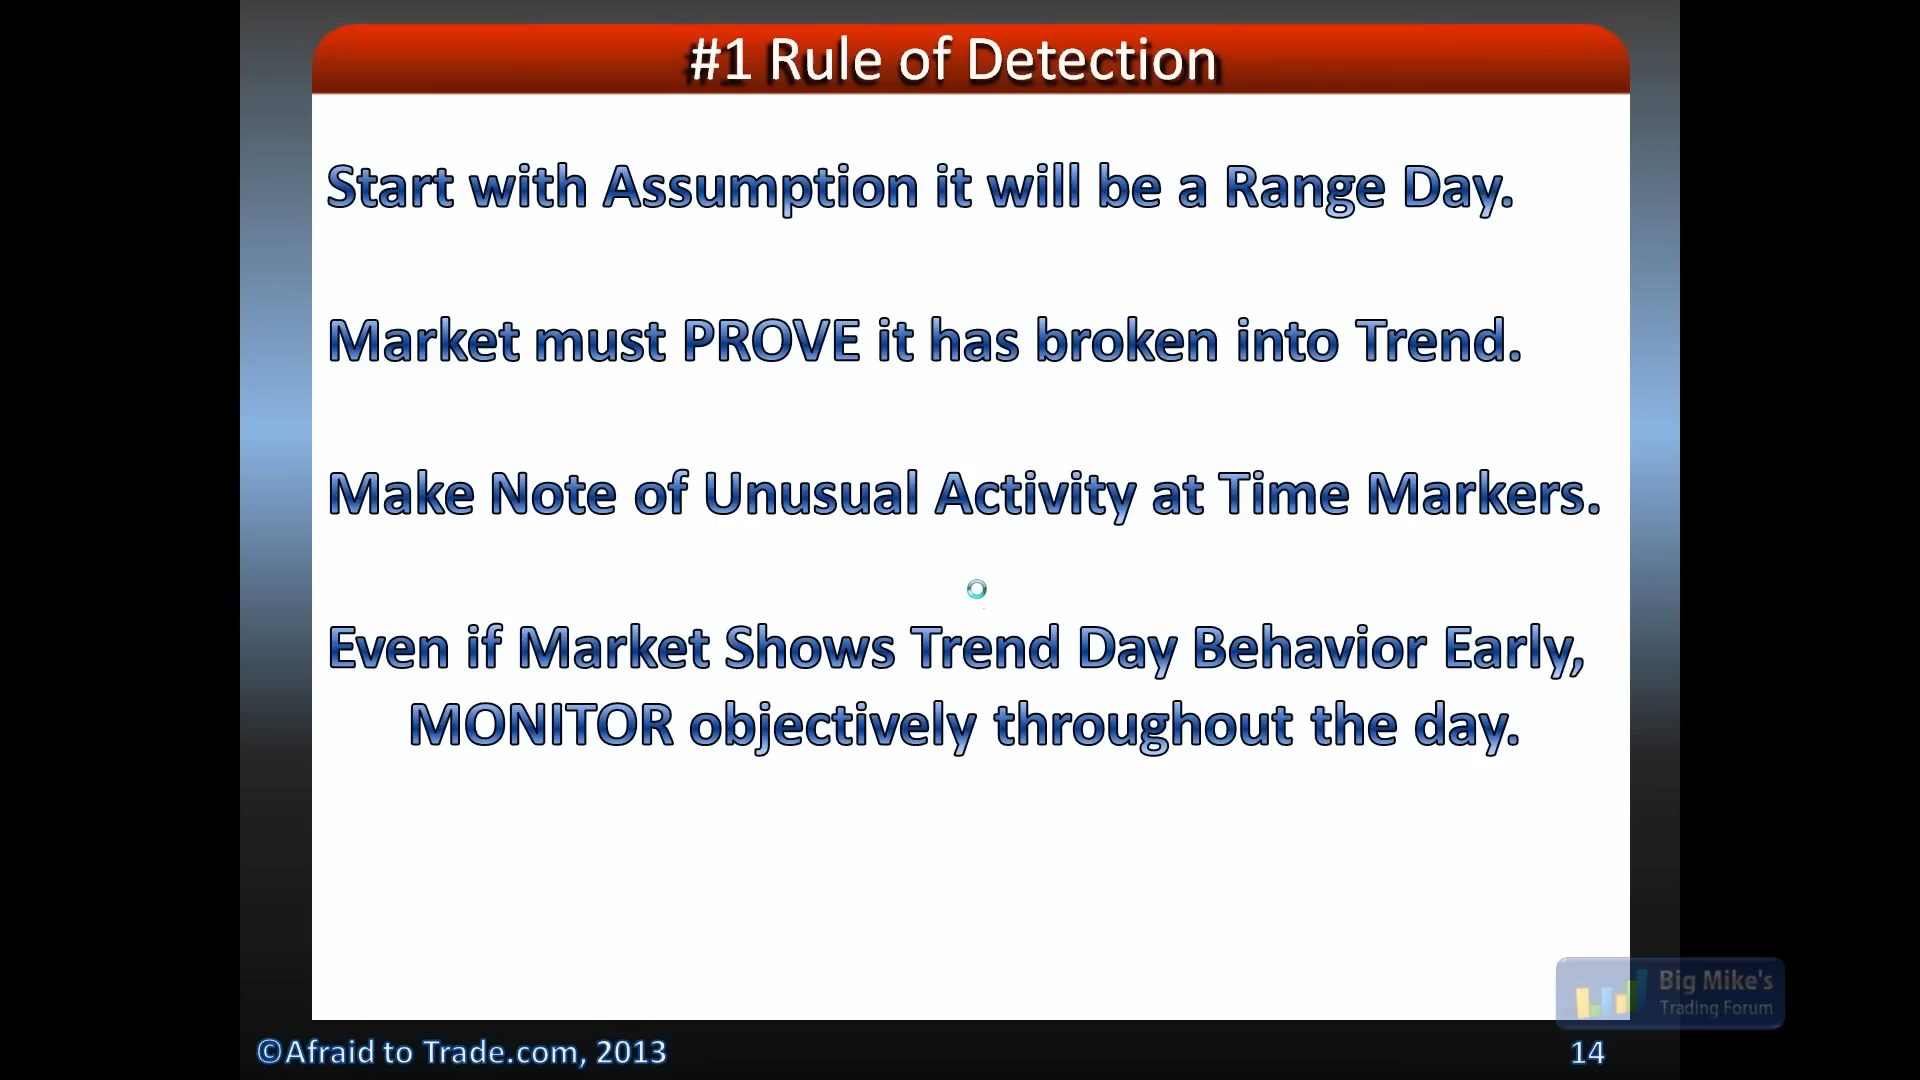 #1 Rule of Detection
Start with Assumption it will be a Range Day.
Market must PROVE it has broken into Trend.
Make Note of Unusual Activity at Time Markers.
Even if Market Shows Trend Day Behavior Early,
MONITOR objectively throughout the day.
Big Mike's
Trading Forum
©Afraid to Trade.com, 2013
14